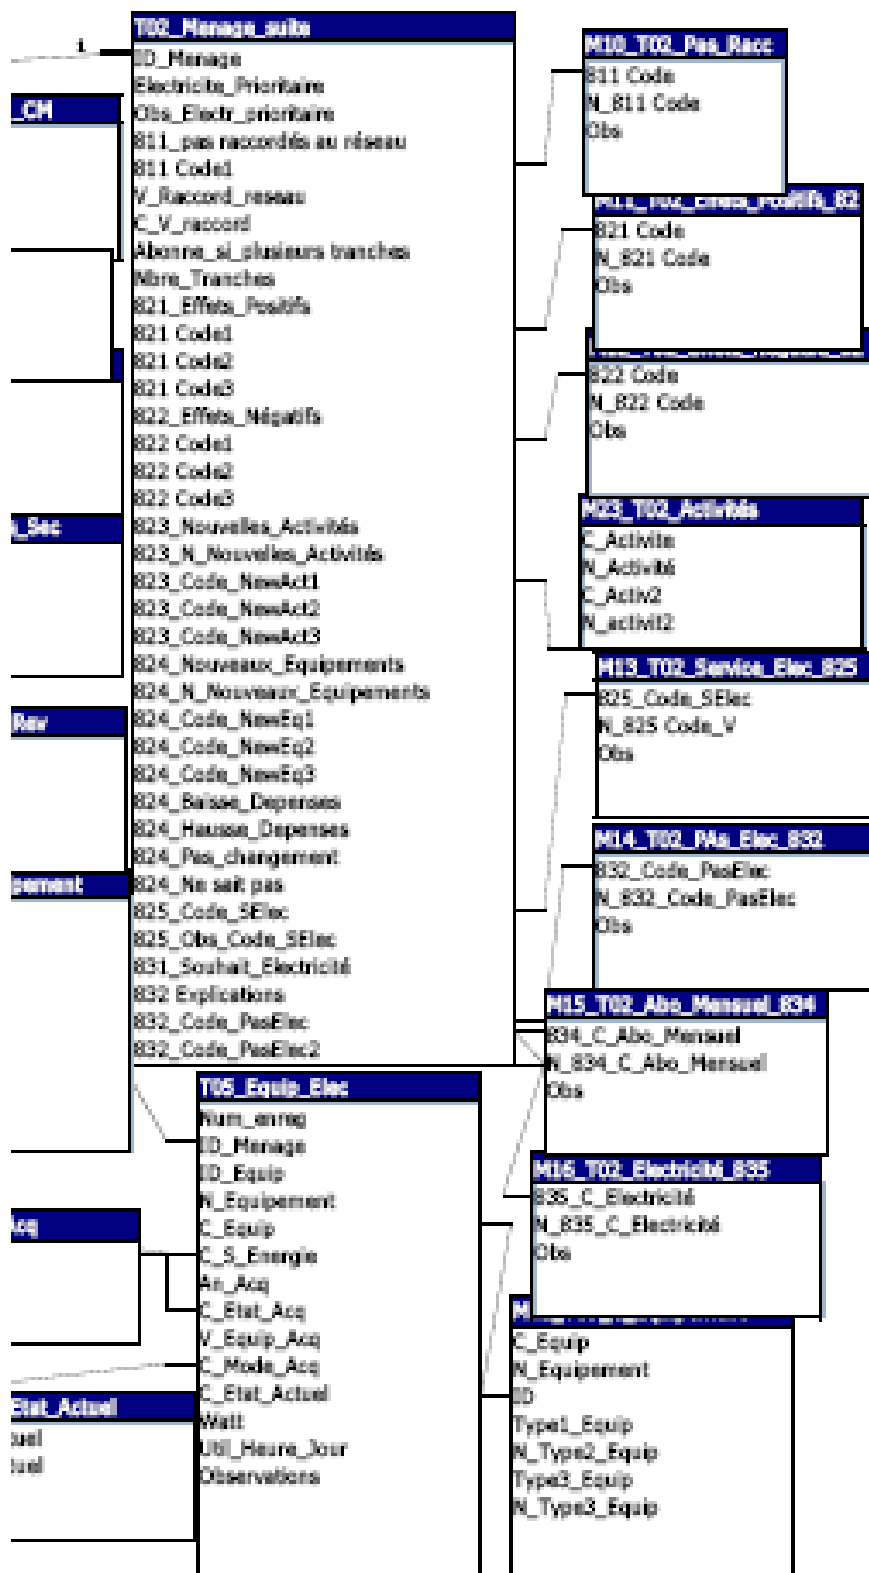 T02_Menage_suite
1
ID_Menage
Electricite_Prioritaire
Obs_Electr_prioritaire
811_pas raccordés au réseau
811 Code1
V_Raccord_reseau
C_V_raccord
Abonne_si_plusieurs tranches
Nbre_Tranches
821_Effets_Positifs
821 Code1
821 Code2
821 Code3
822_Effets_Négatifs
822 Code1
822 Code2
822 Code3
823_Nouvelles_Activités
823_N_Nouvelles_Activités
823_Code_NewAct1
823_Code_NewAct2
823_Code_NewAct3
824_Nouveaux_Equipements
824_N_Nouveaux_Equipements
824_Code_NewEq1
824_Code_NewEq2
824_Code_NewEq3
824_Baisse_Depenses
824_Hausse_Depenses
824_Pas_changement
824_Ne sait pas
825_Code_SElec
825_Obs_Code_SElec
831_Souhait_Electricité
832 Explications
832_Code_PasElec
832_Code_PasElec2
_CM
_Sec
Rev
pement
Acq
Etat_Actuel
tuel
tuel
T05_Equip_Elec
Num_enreg
ID_Menage
ID_Equip
N_Equipement
C_Equip
C_S_Energie
An_Acq
C_Etat_Acq
V_Equip_Acq
C_Mode_Acq
C_Etat_Actuel
Watt
Util_Heure_Jour
Observations
M10_T02_Pas_Racc
811 Code
N_811 Code
Obs
M11_T02_Effets_Positifs_82
821 Code
N_821 Code
Obs
822 Code
N_822 Code
Obs
M23_T02_Activités
C_Activite
N_Activité
C_Activ2
N_activit2
M13_T02_Service_Elec_825
825_Code_SElec
N_825 Code_V
Obs
M14_T02_PAs_Elec_832
832_Code_PasElec
N_832_Code_PasElec
Obs
M15_T02_Abo_Mensuel_834
834_C_Abo_Mensuel
N_834_C_Abo_Mensuel
Obs
M16_T02_Electricité_835
835_C_Electricité
N_835_C_Electricité
Obs
C_Equip
N_Equipement
ID
Type1_Equip
N_Type2_Equip
Type3_Equip
N_Type3_Equip